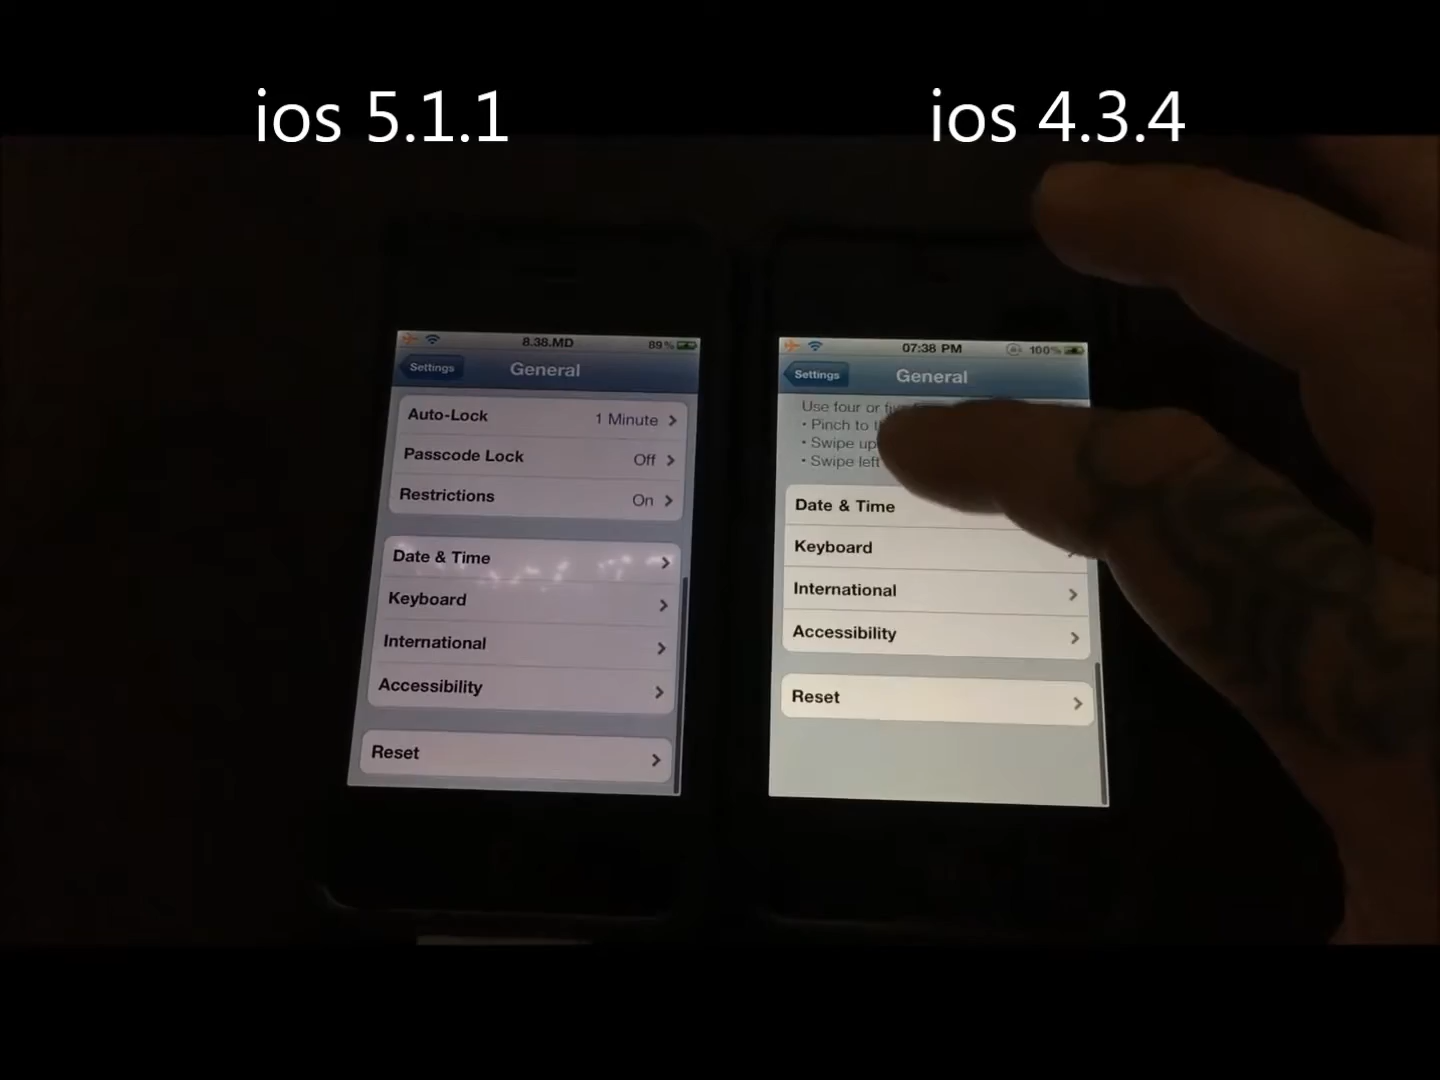 ios 5.1.1
ios 4.3.4
8.38.MD
89%
Settings
General
Auto-Lock
1 Minute
Passcode Lock
Off
Restrictions
On
Date & Time
Keyboard
International
Accessibility
Reset
07:38 PM
100%
Settings
General
Use four or
• Pinch to
• Swipe up
• Swipe left
Date & Time
Keyboard
International
Accessibility
Reset